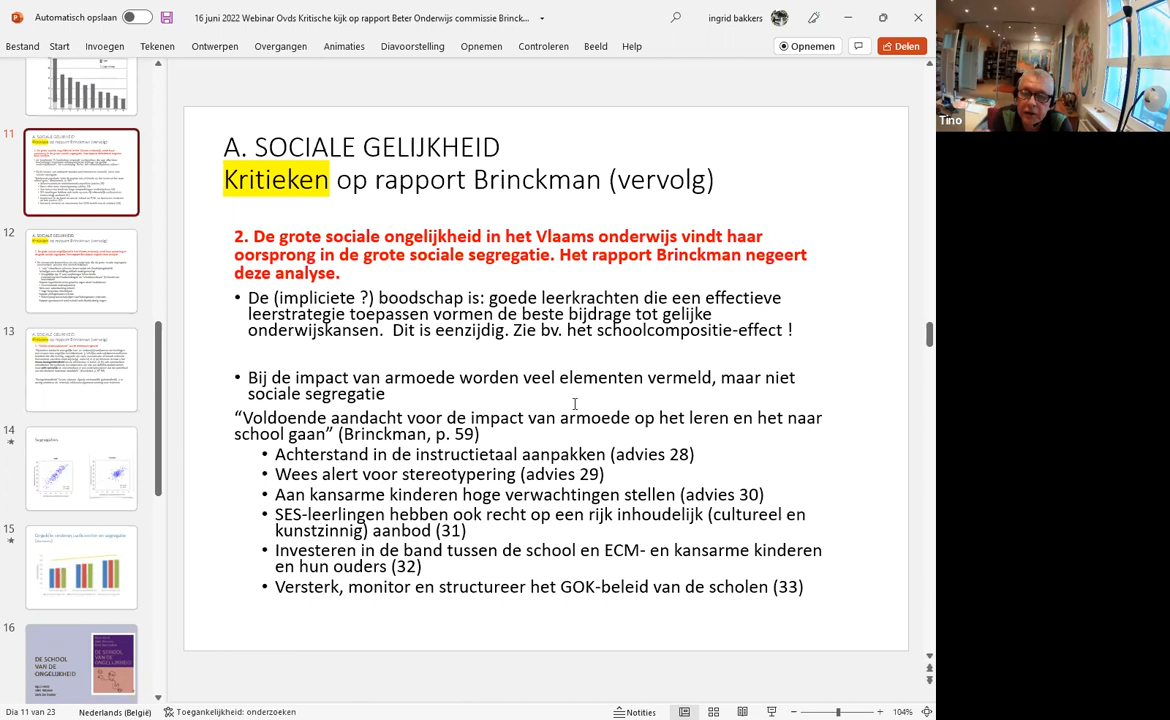 Automatisch opslaan
16 juni 2022 Webinar Ovds Kritische kijk op rapport Beter Onderwijs commissie Brinck...
ingrid bakkers
Bestand Start Invoegen Tekenen Ontwerpen Overgangen Animaties Diavoorstelling Opnemen Controleren Beeld Help
Opnemen
Delen
Tino
11
12
13
14
15
16
Segregatie
DE SCHOOL
VAN DE
ONGELIJKHEID
A. SOCIALE GELIJKHEID
Kritieken op rapport Brinckman (vervolg)
2. De grote sociale ongelijkheid in het Vlaams onderwijs vindt haar
oorsprong in de grote sociale segregatie. Het rapport Brinckman negeert
deze analyse.
• De (impliciete ?) boodschap is: goede leerkrachten die een effectieve
leerstrategie toepassen vormen de beste bijdrage tot gelijke
onderwijskansen. Dit is eenzijdig. Zie bv. het schoolcompositie-effect !
• Bij de impact van armoede worden veel elementen vermeld, maar niet
sociale segregatie
“Voldoende aandacht voor de impact van armoede op het leren en het naar
school gaan” (Brinckman, p. 59)
• Achterstand in de instructietaal aanpakken (advies 28)
• Wees alert voor stereotypering (advies 29)
• Aan kansarme kinderen hoge verwachtingen stellen (advies 30)
• SES-leerlingen hebben ook recht op een rijk inhoudelijk (cultureel en
kunstzinnig) aanbod (31)
• Investeren in de band tussen de school en ECM- en kansarme kinderen
en hun ouders (32)
• Versterk, monitor en structureer het GOK-beleid van de scholen (33)
Dia 11 van 23
Nederlands (België)
Toegankelijkheid: onderzoeken
Notities
104%